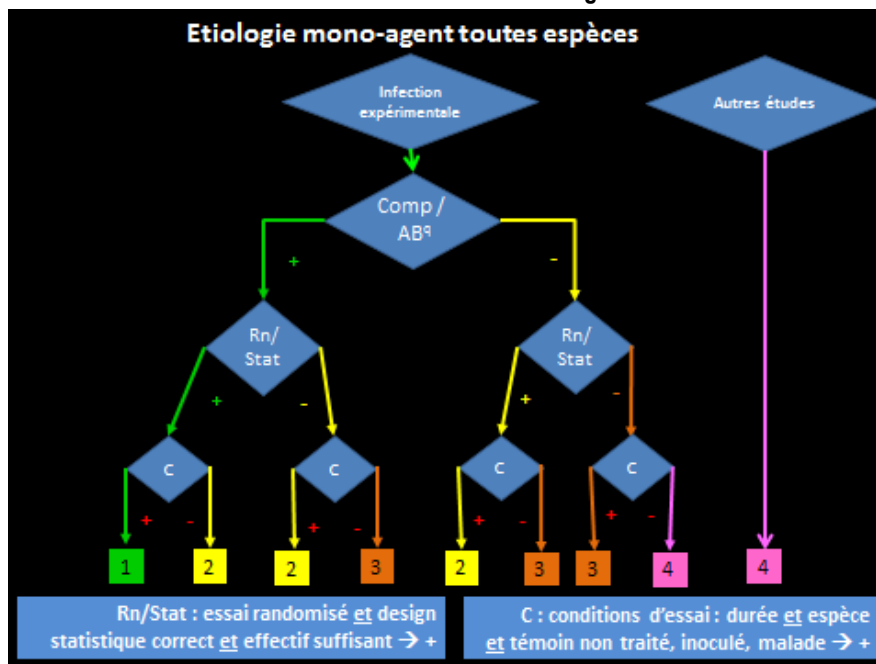 Etiologie mono-agent toutes espèces
Infection
expérimentale
Autres études
Comp /
ABq
+
-
Rn/
Stat
Rn/
Stat
+
-
+
-
C
C
C
C
+
-
+
-
+
-
+
-
1
2
2
3
2
3
3
4
4
Rn/Stat : essai randomisé et design
statistique correct et effectif suffisant → +
C : conditions d’essai : durée et espèce
et témoin non traité, inoculé, malade → +